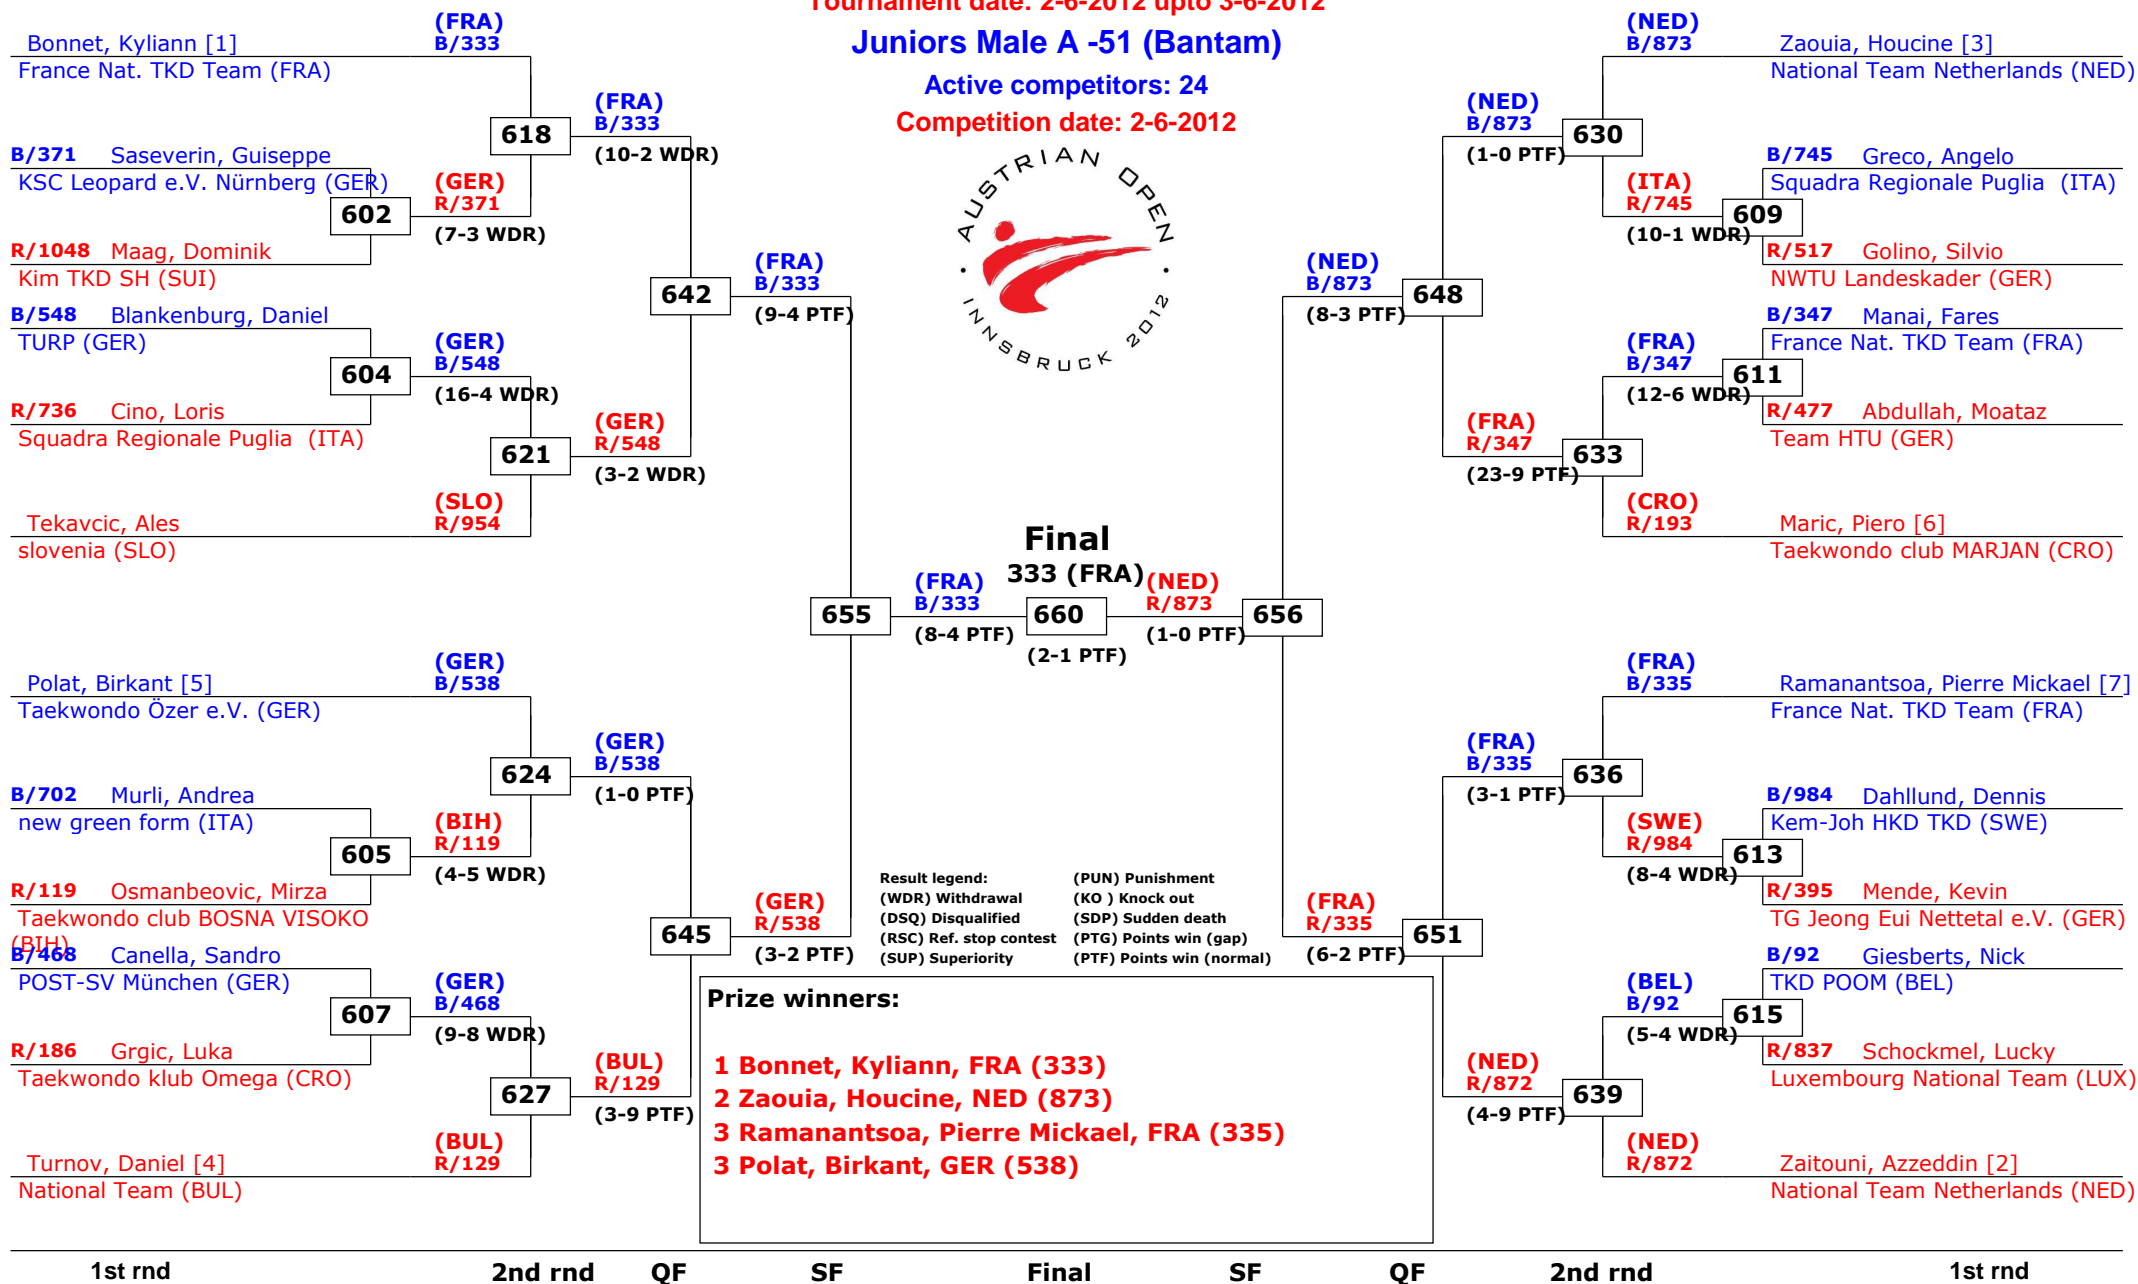 Tournament date: 2-6-2012 upto 3-6-2012
Juniors Male A -51 (Bantam)
Active competitors: 24
Competition date: 2-6-2012
AUSTRIAN OPEN
· INNSBRUCK 2012 ·
Bonnet, Kyliann [1]
France Nat. TKD Team (FRA)
(FRA)
B/333
B/371 Saseverin, Guiseppe
KSC Leopard e.V. Nürnberg (GER)
602
R/1048 Maag, Dominik
Kim TKD SH (SUI)
(GER)
R/371
(7-3 WDR)
618
(FRA)
B/333
(10-2 WDR)
B/548 Blankenburg, Daniel
TURP (GER)
604
R/736 Cino, Loris
Squadra Regionale Puglia (ITA)
(GER)
B/548
(16-4 WDR)
621
(GER)
R/548
(3-2 WDR)
Tekavcic, Ales
slovenia (SLO)
(SLO)
R/954
642
(FRA)
B/333
(9-4 PTF)
Polat, Birkant [5]
Taekwondo Özer e.V. (GER)
(GER)
B/538
B/702 Murli, Andrea
new green form (ITA)
605
R/119 Osmanbeovic, Mirza
Taekwondo club BOSNA VISOKO
(BIH)
(BIH)
R/119
(4-5 WDR)
624
(GER)
B/538
(1-0 PTF)
B/468 Canella, Sandro
POST-SV München (GER)
607
R/186 Grgic, Luka
Taekwondo klub Omega (CRO)
(GER)
B/468
(9-8 WDR)
627
(BUL)
R/129
(3-9 PTF)
Turnov, Daniel [4]
National Team (BUL)
(BUL)
R/129
645
(GER)
R/538
(3-2 PTF)
655
(FRA)
B/333
(8-4 PTF)
Final
333 (FRA)
660
(2-1 PTF)
(NED)
R/873
(1-0 PTF)
656
(NED)
B/873
(8-3 PTF)
648
(NED)
B/873
(1-0 PTF)
630
(NED)
B/873
Zaouia, Houcine [3]
National Team Netherlands (NED)
(ITA)
R/745
(10-1 WDR)
609
B/745 Greco, Angelo
Squadra Regionale Puglia (ITA)
R/517 Golino, Silvio
NWTU Landeskader (GER)
(FRA)
R/347
(23-9 PTF)
633
(FRA)
B/347
(12-6 WDR)
611
B/347 Manai, Fares
France Nat. TKD Team (FRA)
R/477 Abdullah, Moataz
Team HTU (GER)
(CRO)
R/193
Maric, Piero [6]
Taekwondo club MARJAN (CRO)
(FRA)
R/335
(6-2 PTF)
651
(FRA)
B/335
(3-1 PTF)
636
(FRA)
B/335
Ramanantsoa, Pierre Mickael [7]
France Nat. TKD Team (FRA)
(SWE)
R/984
(8-4 WDR)
613
B/984 Dahllund, Dennis
Kem-Joh HKD TKD (SWE)
R/395 Mende, Kevin
TG Jeong Eui Nettetal e.V. (GER)
(NED)
R/872
(4-9 PTF)
639
(BEL)
B/92
(5-4 WDR)
615
B/92 Giesberts, Nick
TKD POOM (BEL)
R/837 Schockmel, Lucky
Luxembourg National Team (LUX)
(NED)
R/872
Zaitouni, Azzeddin [2]
National Team Netherlands (NED)
Result legend: (PUN) Punishment
(WDR) Withdrawal (KO ) Knock out
(DSQ) Disqualified (SDP) Sudden death
(RSC) Ref. stop contest (PTG) Points win (gap)
(SUP) Superiority (PTF) Points win (normal)
Prize winners:
1 Bonnet, Kyliann, FRA (333)
2 Zaouia, Houcine, NED (873)
3 Ramanantsoa, Pierre Mickael, FRA (335)
3 Polat, Birkant, GER (538)
1st rnd 2nd rnd QF SF Final SF QF 2nd rnd 1st rnd